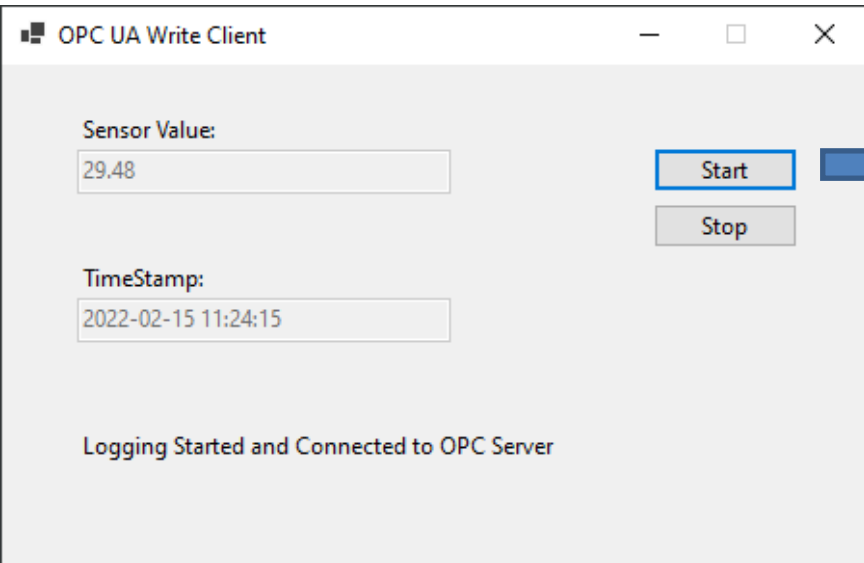 OPC UA Write Client
Sensor Value:
29.48
Start
Stop
TimeStamp:
2022-02-15 11:24:15
Logging Started and Connected to OPC Server